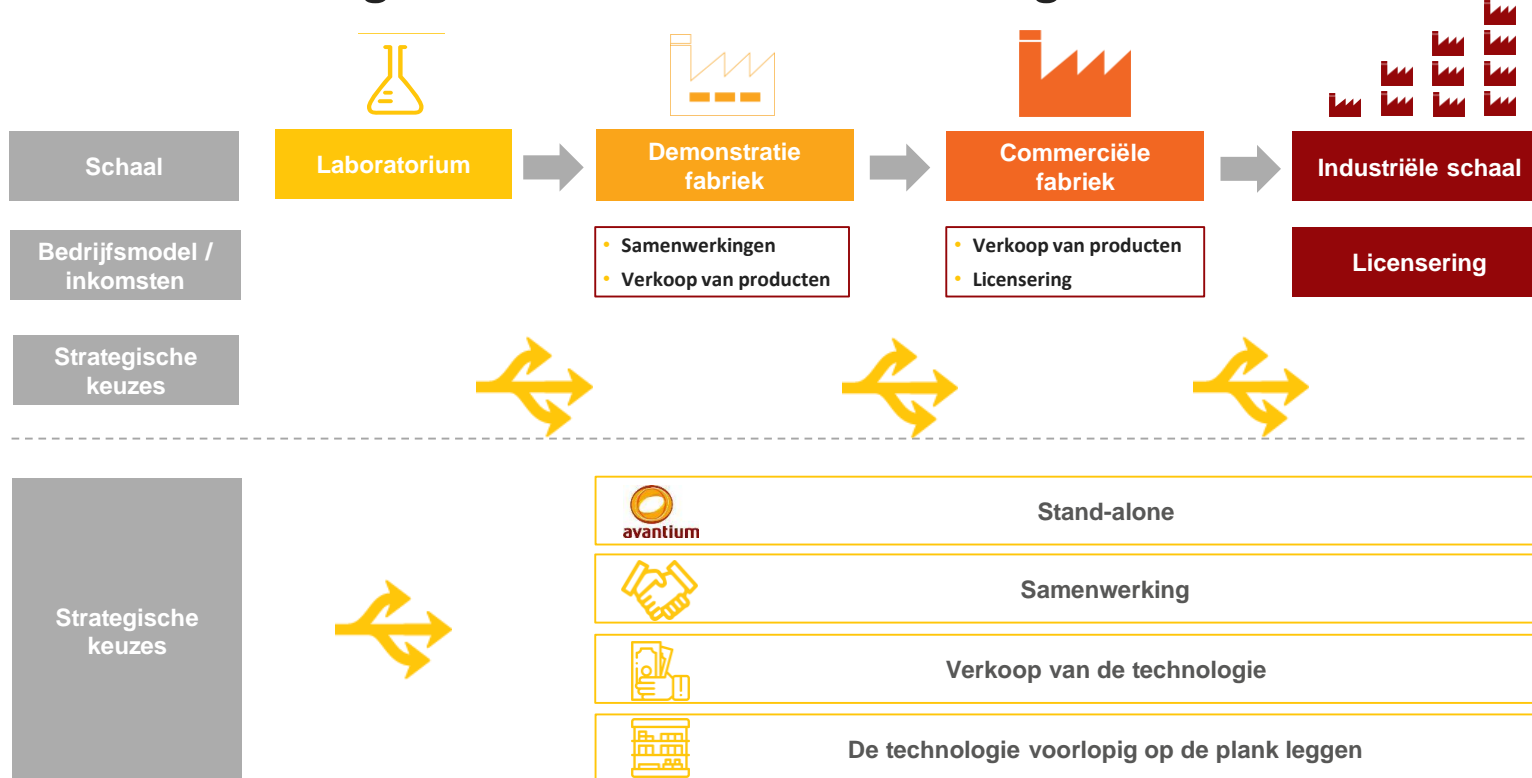 Schaal
Laboratorium
Demonstratie
fabriek
Commerciële
fabriek
Industriële schaal
Bedrijfsmodel /
inkomsten
• Samenwerkingen
• Verkoop van producten
• Verkoop van producten
• Licensering
Licensering
Strategische
keuzes
Strategische
keuzes
avantium
Stand-alone
Samenwerking
Verkoop van de technologie
De technologie voorlopig op de plank leggen